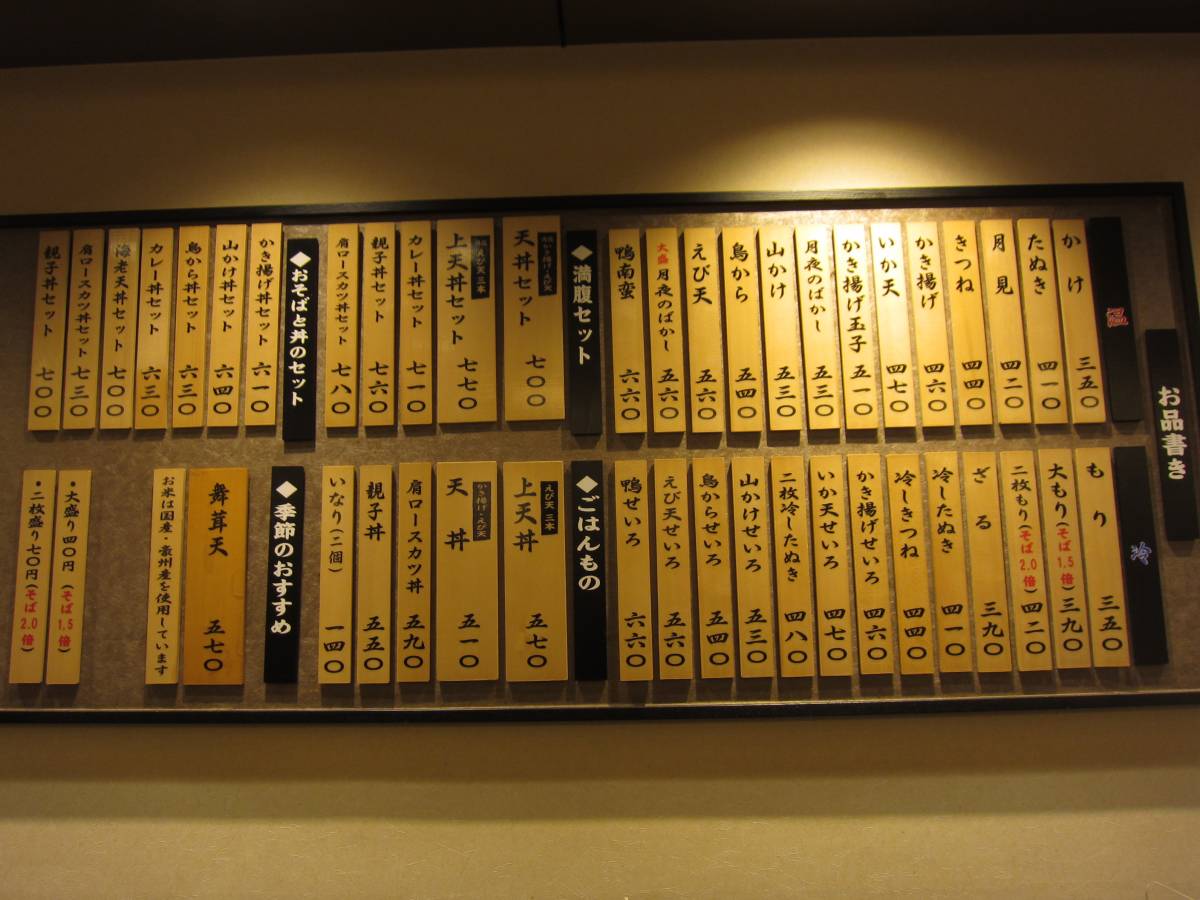 お品書き
温
かけ 三五〇
たぬき 四一〇
月見 四二〇
きつね 四四〇
かき揚げ 四六〇
いか天 四七〇
かき揚げ玉子 五一〇
月夜のばかし 五三〇
山かけ 五三〇
鳥から 五四〇
えび天 五六〇
大盛月夜のばかし 五六〇
鴨南蛮 六六〇
◆満腹セット
天丼セット 七〇〇
上天丼セット 七七〇
カレー丼セット 七一〇
親子丼セット 七六〇
肩ロースカツ丼セット 七八〇
◆おそばと丼のセット
かき揚げ丼セット 六一〇
山かけ丼セット 六四〇
鳥から丼セット 六三〇
カレー丼セット 六三〇
海老天丼セット 七〇〇
肩ロースカツ丼セット 七三〇
親子丼セット 七〇〇
冷
もり 三五〇
大もり(そば1.5倍) 三九〇
二枚もり(そば2.0倍) 四二〇
ざる 三九〇
冷したぬき 四一〇
冷しきつね 四四〇
かき揚げせいろ 四六〇
いか天せいろ 四七〇
二枚冷したぬき 四八〇
山かけせいろ 五三〇
鳥からせいろ 五四〇
えび天せいろ 五六〇
鴨せいろ 六六〇
◆ごはんもの
上天丼 えび天 三本 五七〇
天丼 かき揚げ・えび天 五一〇
肩ロースカツ丼 五九〇
親子丼 五五〇
いなり(二個) 一四〇
◆季節のおすすめ
舞茸天 五七〇
お米は国産・豪州産を使用しています
・大盛り四〇円(そば1.5倍)
・二枚盛り七〇円(そば2.0倍)